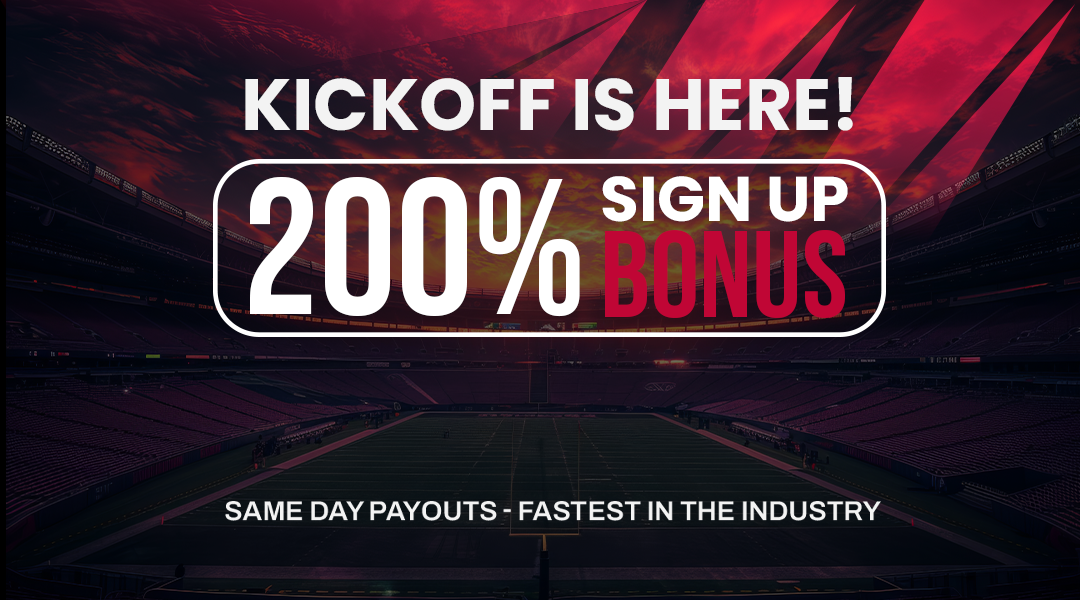 KICKOFF IS HERE!
200% SIGN UP
BONUS
SAME DAY PAYOUTS - FASTEST IN THE INDUSTRY